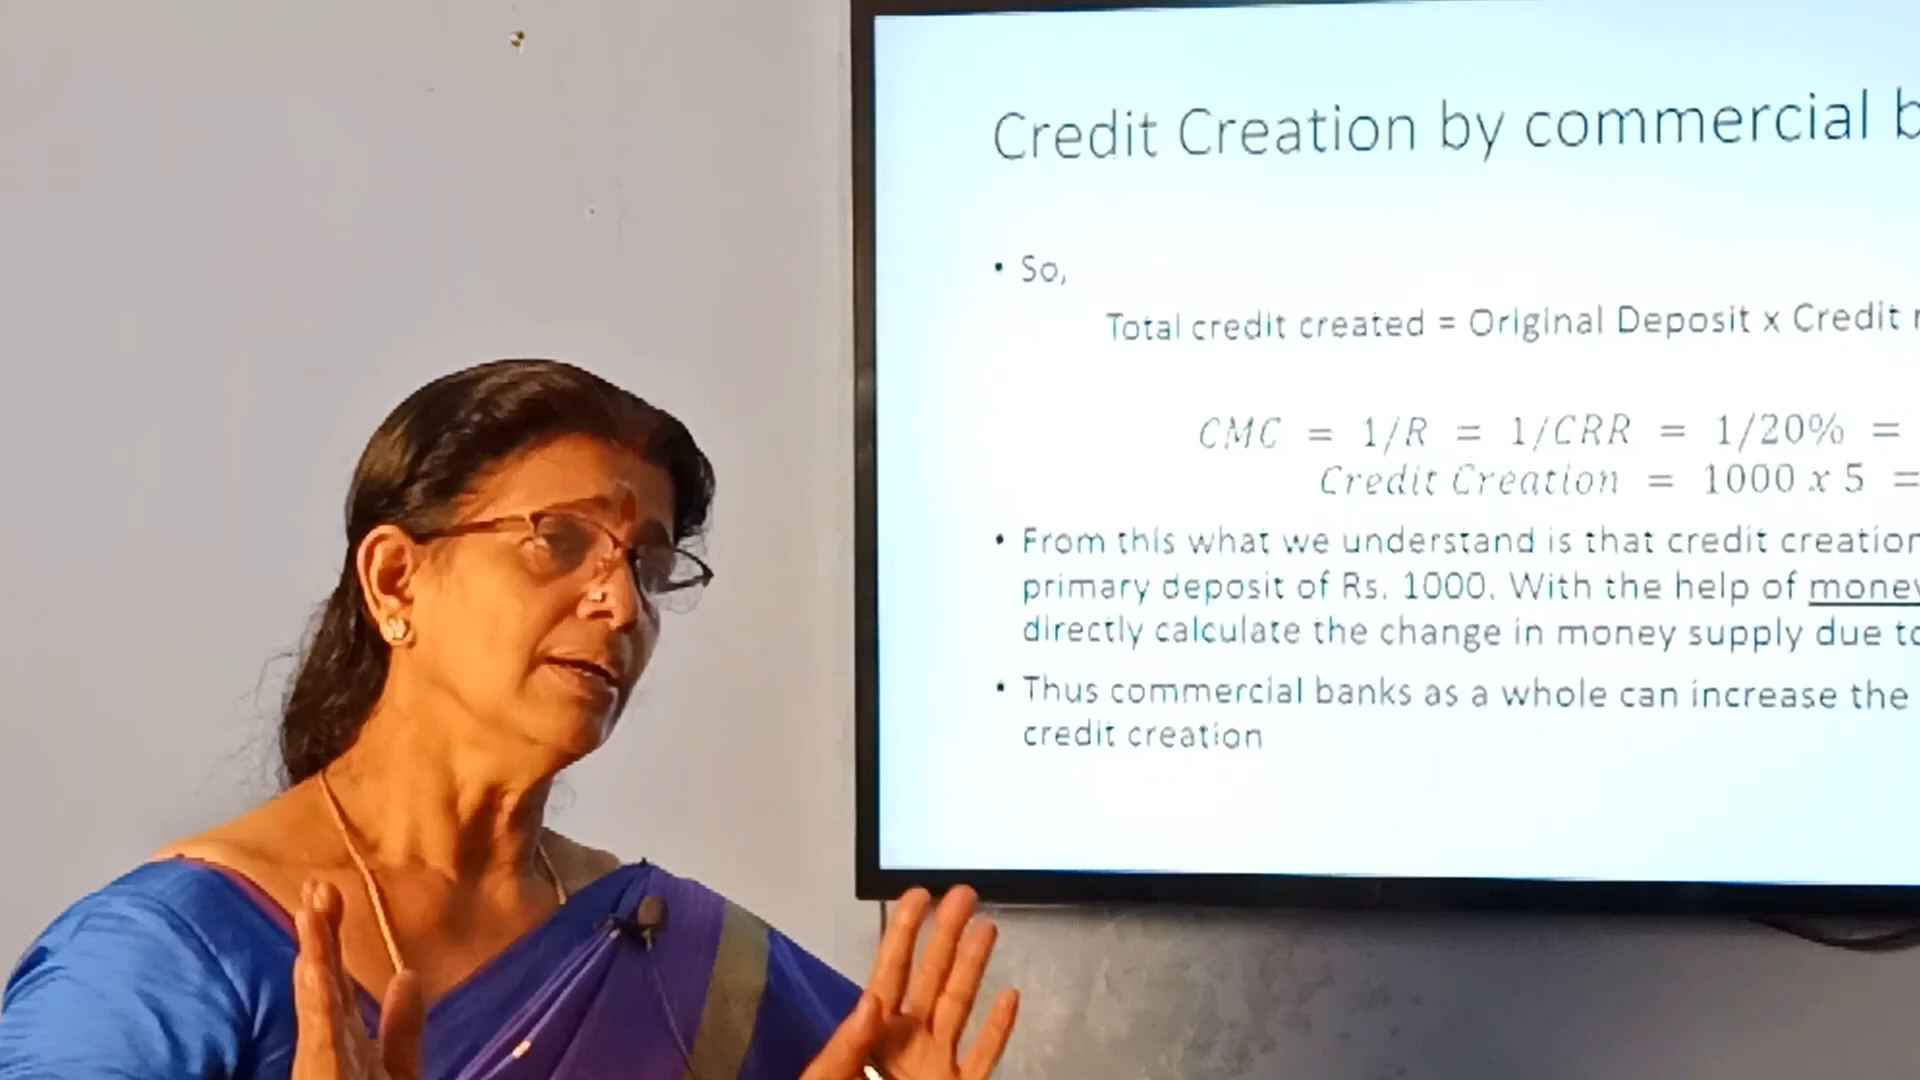 Credit Creation by commercial b
• So,
Total credit created = Original Deposit x Credit
CMC = 1/R = 1/CRR = 1/20% =
Credit Creation = 1000 x 5 =
• From this what we understand is that credit creation
primary deposit of Rs. 1000. With the help of money
directly calculate the change in money supply due to
• Thus commercial banks as a whole can increase the
credit creation